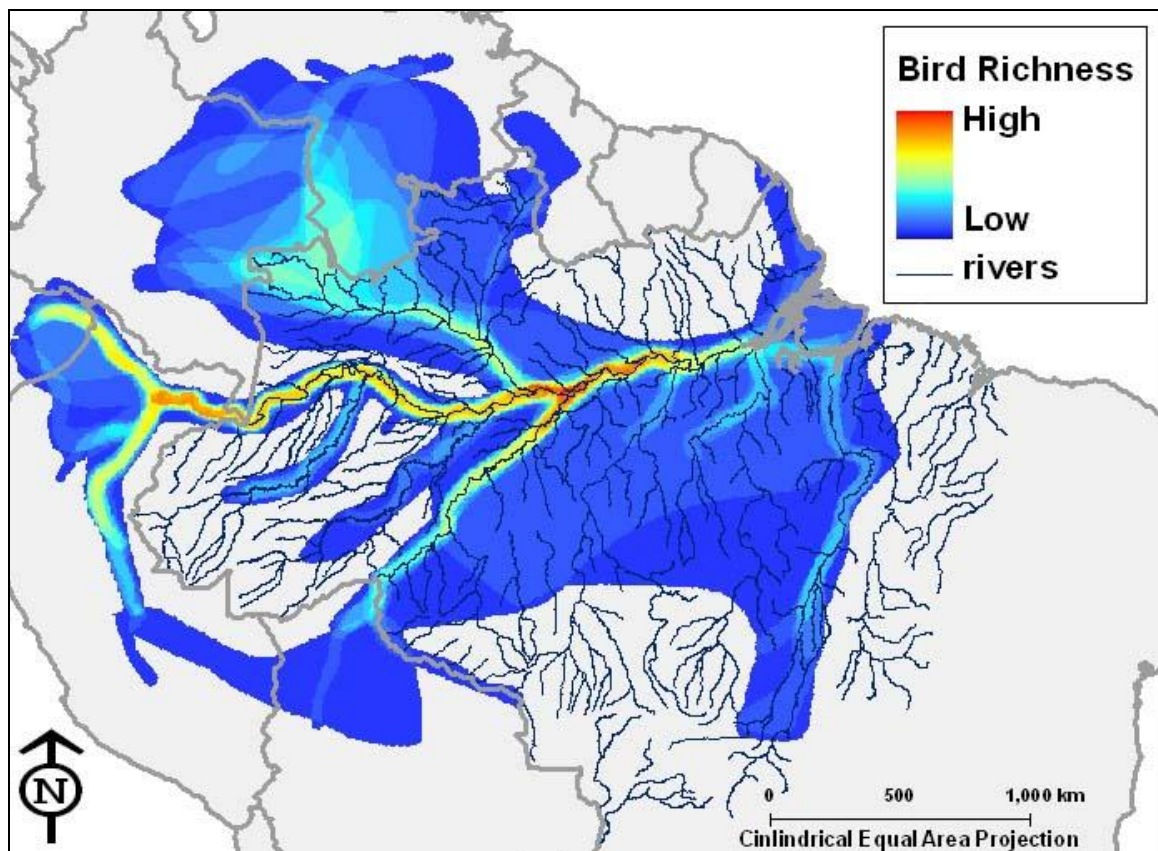 Bird Richness
High
Low
rivers
N
0 500 1,000 km
Cinlindrical Equal Area Projection